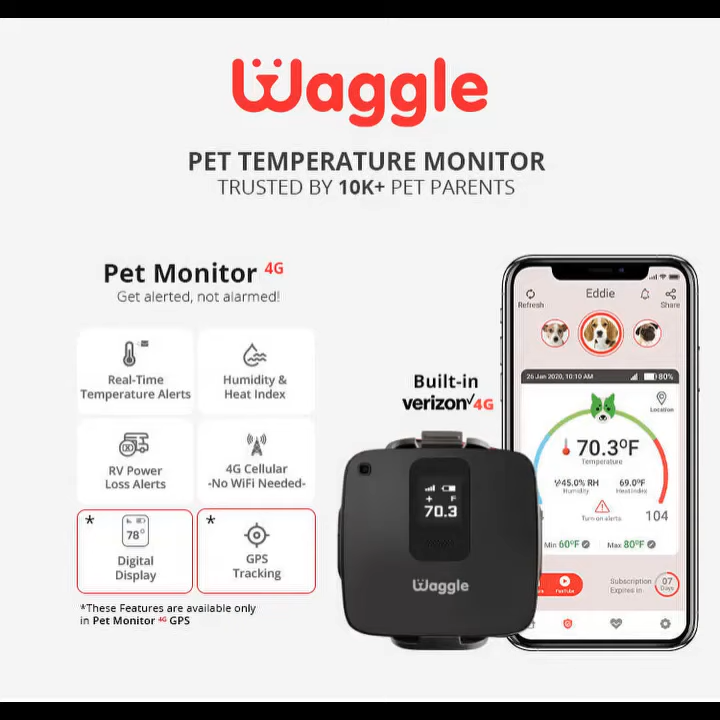 Waggle
PET TEMPERATURE MONITOR
TRUSTED BY 10K+ PET PARENTS
Pet Monitor 4G
Get alerted, not alarmed!
Real-Time
Temperature Alerts
Humidity &
Heat Index
RV Power
Loss Alerts
4G Cellular
-No WiFi Needed-
*
78°
Digital
Display
*
GPS
Tracking
*These Features are available only
in Pet Monitor 4G GPS
Built-in
verizon✓4G
F
70.3
Waggle
Eddie
Refresh
Share
26 Jan 2020, 10:10 AM
80%
Location
70.3°F
Temperature
45.0% RH
Humidity
69.0°F
HeatIndex
Turn on alerts
104
Min 60°F
Max 80°F
YouTube
Subscription
Expires in
07
Days